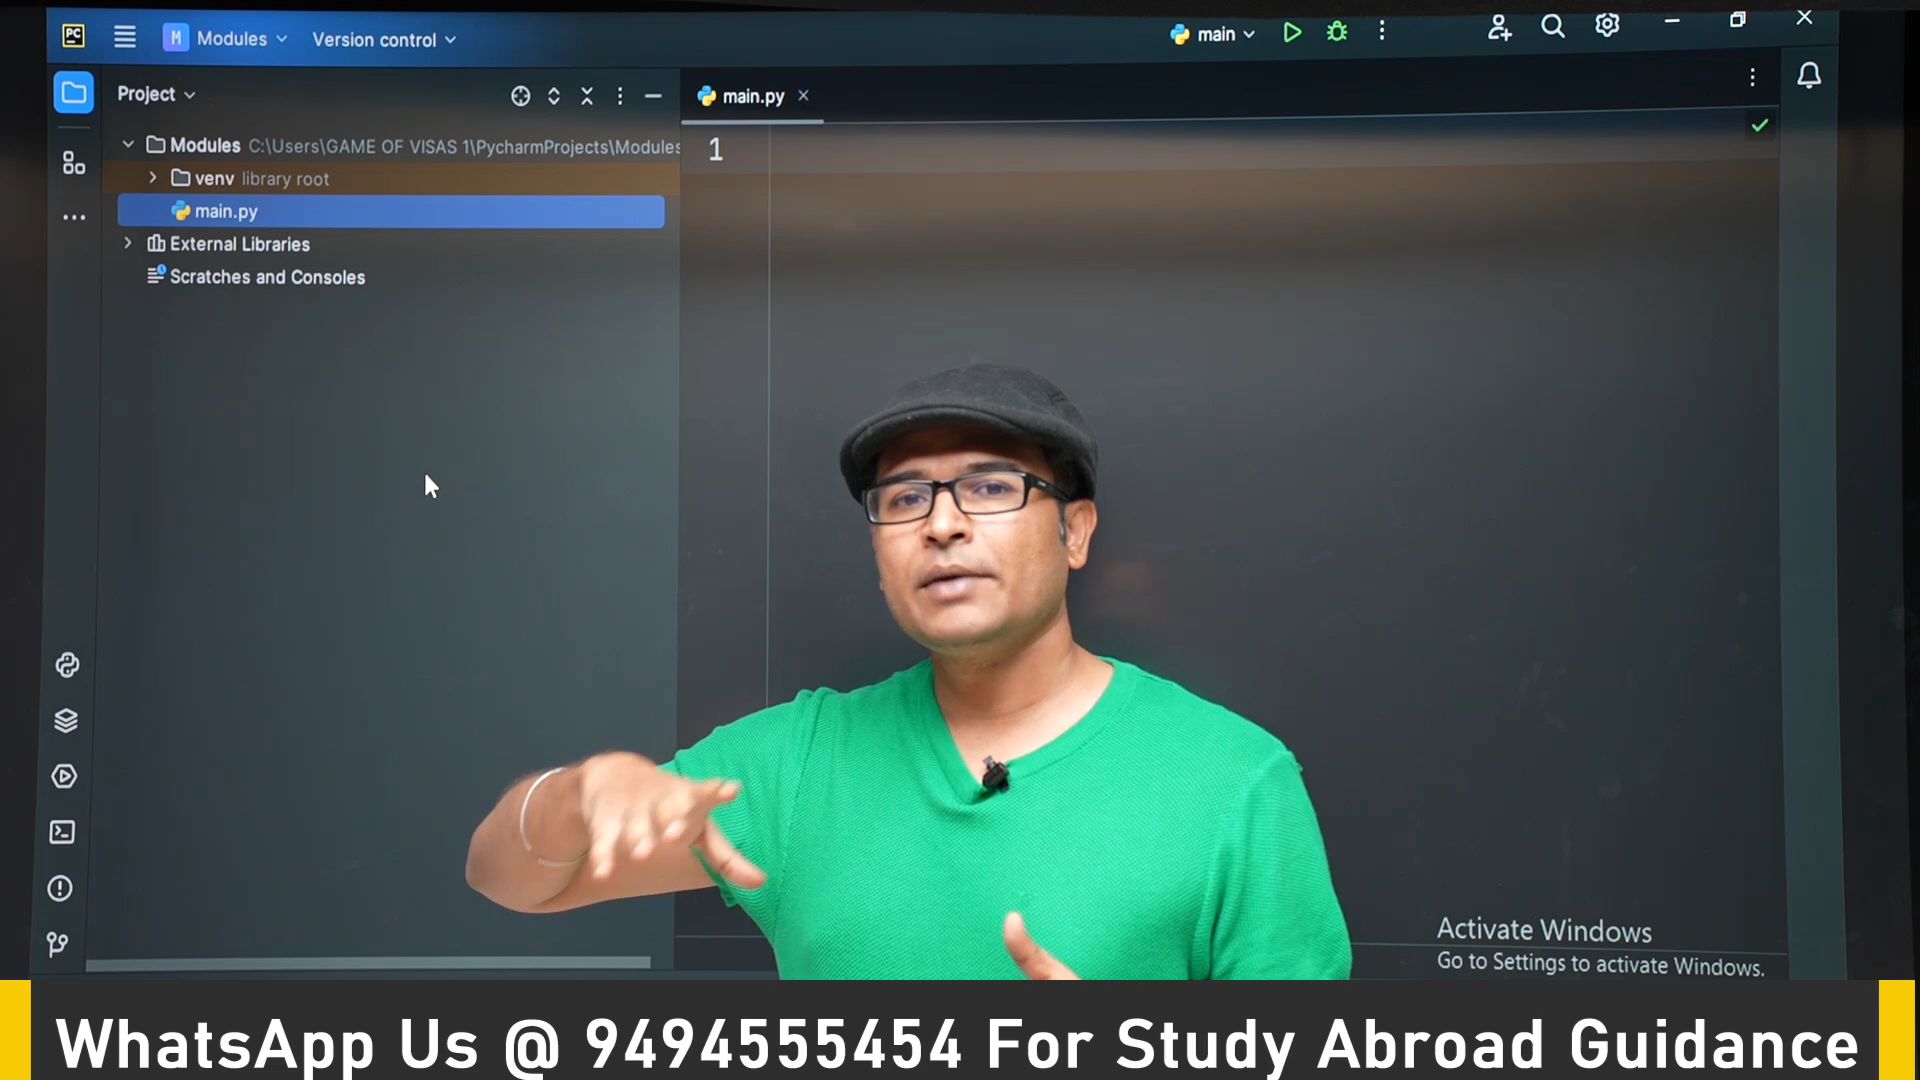 PC
M Modules
Version control
main
Project
main.py
Modules C:\Users\GAME OF VISAS 1\PycharmProjects\Modules
1
venv library root
main.py
External Libraries
Scratches and Consoles
Activate Windows
Go to Settings to activate Windows.
WhatsApp Us @ 9494555454 For Study Abroad Guidance